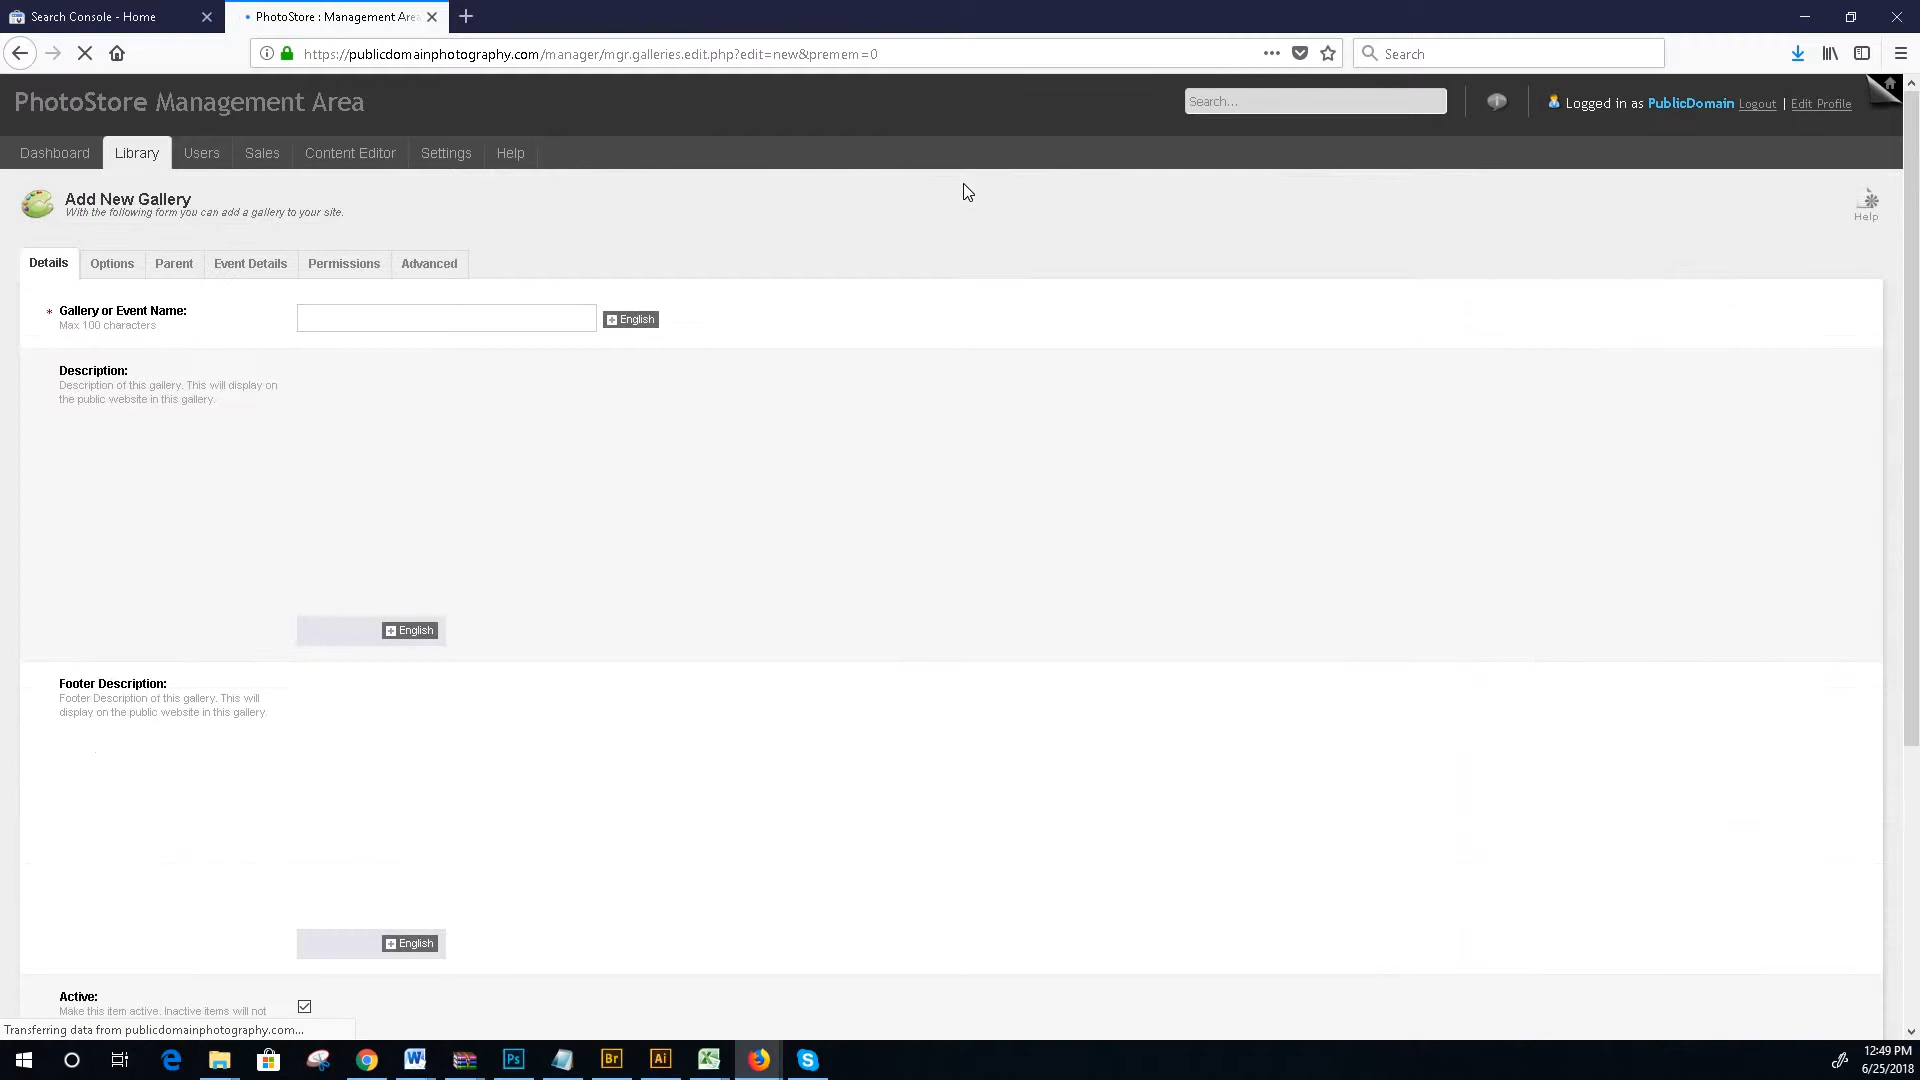 Search Console - Home
PhotoStore : Management Area
https://publicdomainphotography.com/manager/mgr.galleries.edit.php?edit=new&premem=0
Search
PhotoStore Management Area
Search...
Logged in as PublicDomain Logout | Edit Profile
Dashboard Library Users Sales Content Editor Settings Help
Add New Gallery
With the following form you can add a gallery to your site.
Help
Details Options Parent Event Details Permissions Advanced
* Gallery or Event Name:
Max 100 characters
English
Description:
Description of this gallery. This will display on
the public website in this gallery.
English
Footer Description:
Footer Description of this gallery. This will
display on the public website in this gallery.
English
Active:
Make this item active. Inactive items will not
Transferring data from publicdomainphotography.com...
Ps
Br
Ai
12:49 PM
6/25/2018